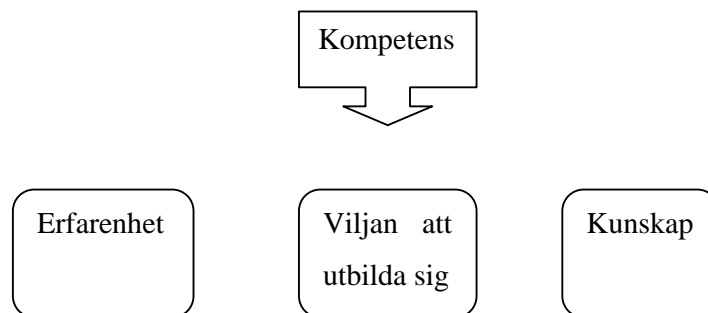 Kompetens
Erfarenhet
Viljan att
utbilda sig
Kunskap